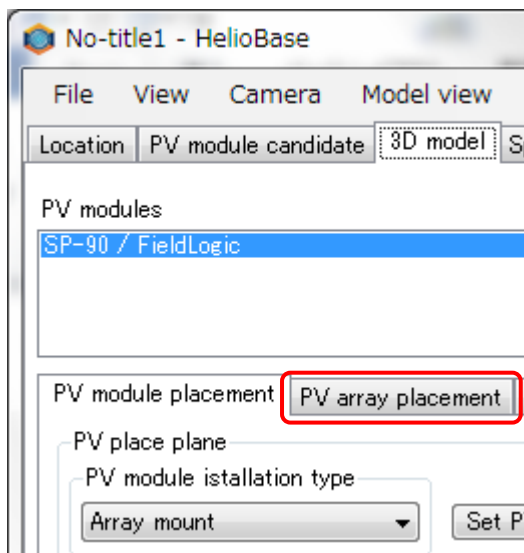 No-title1 - HelioBase
File View Camera Model view
Location PV module candidate 3D model
PV modules
SP-90 / FieldLogic
PV module placement PV array placement
PV place plane
PV module istallation type
Array mount Set P